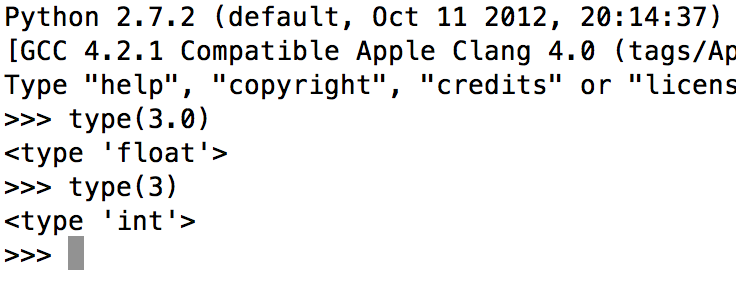 Python 2.7.2 (default, Oct 11 2012, 20:14:37)
[GCC 4.2.1 Compatible Apple Clang 4.0 (tags/Ap
Type "help", "copyright", "credits" or "licens
>>> type(3.0)
<type 'float'>
>>> type(3)
<type 'int'>
>>>